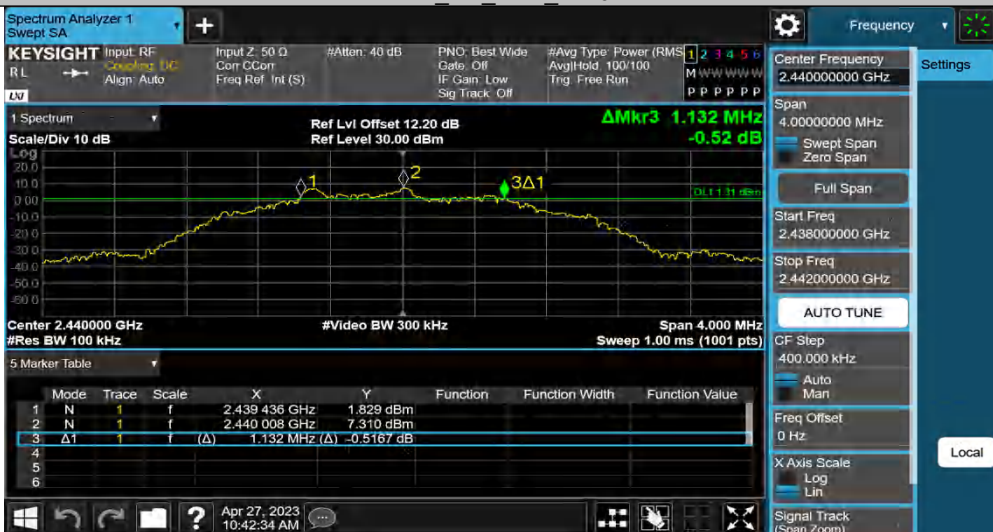 Spectrum Analyzer 1
Swept SA
+
Frequency
KEYSIGHT
RL
LXI
Input: RF
Coupling: DC
Align: Auto
Input Z: 50 Ω
Corr CCorr
Freq Ref: Int (S)
#Atten: 40 dB
PNO: Best Wide
Gate: Off
IF Gain: Low
Sig Track: Off
#Avg Type: Power (RMS
Avg|Hold: 100/100
Trig: Free Run
1 2 3 4 5 6
M W W W W W
P P P P P P
1 Spectrum
Scale/Div 10 dB
Ref Lvl Offset 12.20 dB
Ref Level 30.00 dBm
ΔMkr3 1.132 MHz
-0.52 dB
Log
20.0
10.0
0.00
-10.0
-20.0
-30.0
-40.0
-50.0
-60.0
1
2
3Δ1
DL1 1.31 dBm
Center 2.440000 GHz
#Video BW 300 kHz
Span 4.000 MHz
#Res BW 100 kHz
Sweep 1.00 ms (1001 pts)
5 Marker Table
Mode Trace Scale X Y Function Function Width Function Value
1 N 1 f 2.439 436 GHz 1.829 dBm
2 N 1 f 2.440 008 GHz 7.310 dBm
3 Δ1 1 f (Δ) 1.132 MHz (Δ) -0.5167 dB
4
5
6
?
Apr 27, 2023
10:42:34 AM
Center Frequency
2.440000000 GHz
Settings
Span
4.00000000 MHz
Swept Span
Zero Span
Full Span
Start Freq
2.438000000 GHz
Stop Freq
2.442000000 GHz
AUTO TUNE
CF Step
400.000 kHz
Auto
Man
Freq Offset
0 Hz
Local
X Axis Scale
Log
Lin
Signal Track
(Span Zoom)